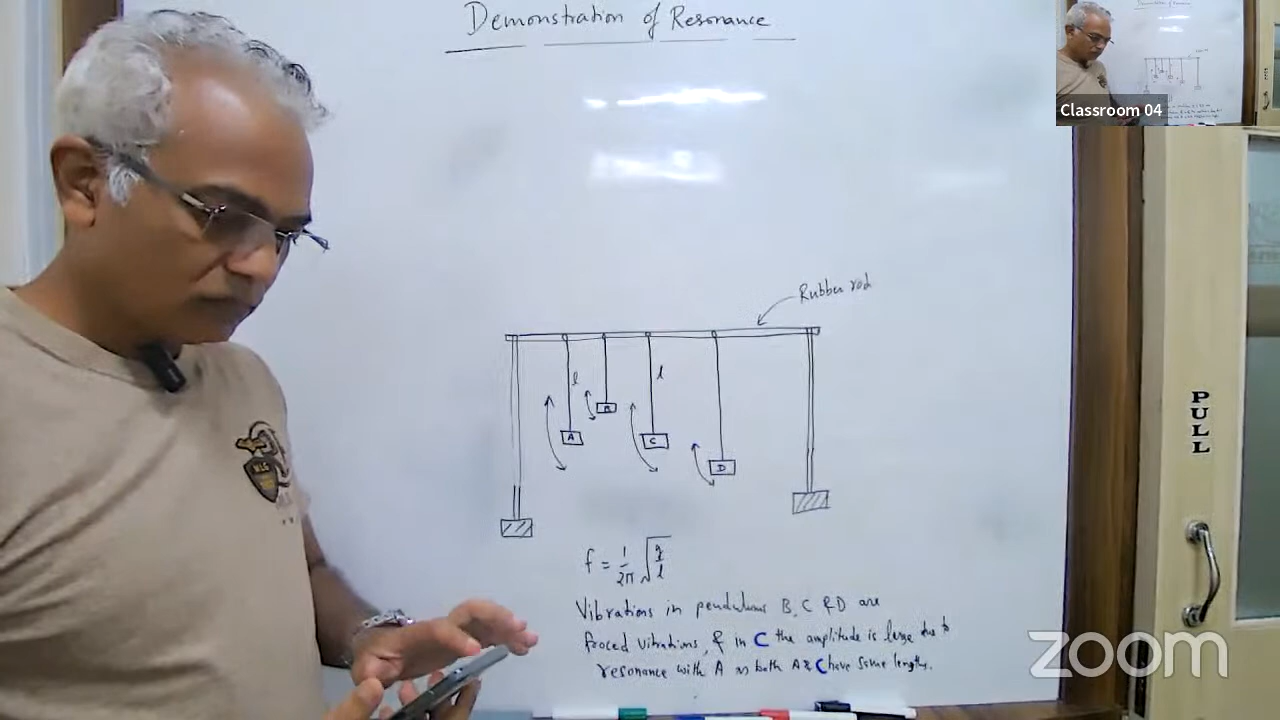 Demonstration of Resonance
Classroom 04
Rubber rod
l
l
A
B
C
D
PULL
f = 1/2π √g/l
Vibrations in pendulums B, C & D are
forced vibrations, & in C the amplitude is large due to
resonance with A as both A & C have same lengths.
zoom